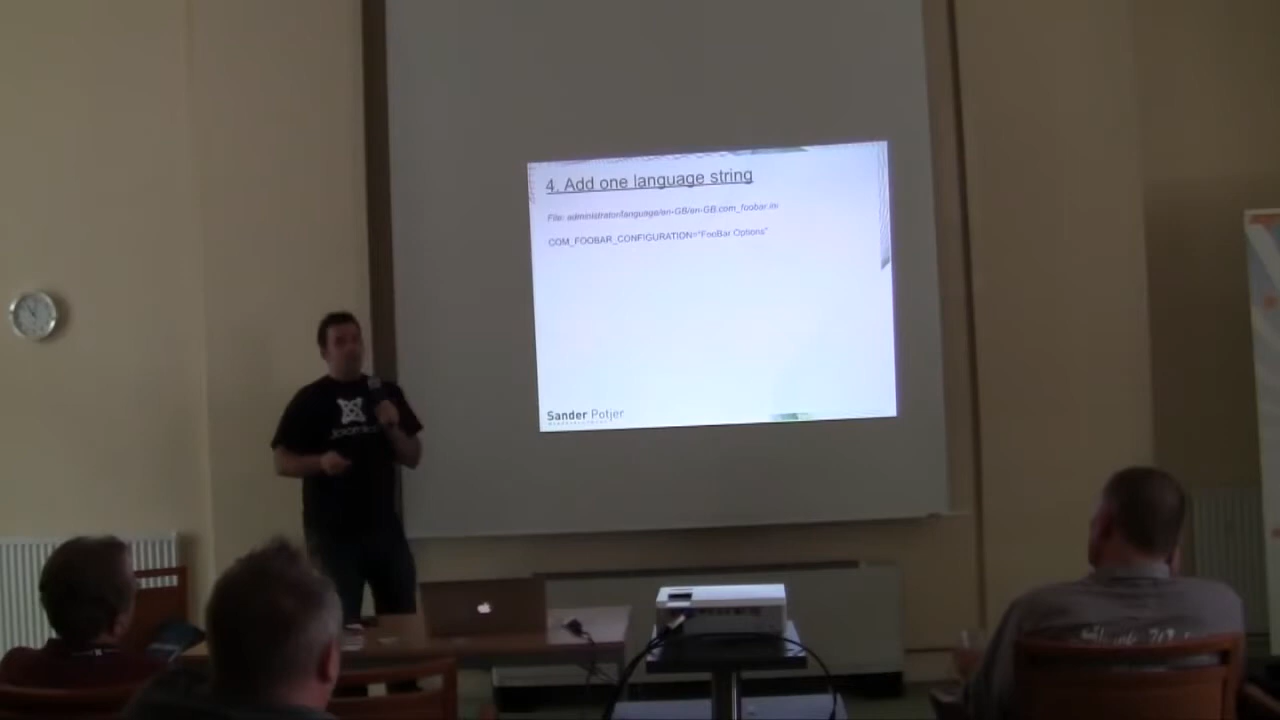 4. Add one language string
File: administrator/language/en-GB/en-GB.com_foobar.ini
COM_FOOBAR_CONFIGURATION="FooBar Options"
Sander Potjer
Joomla!